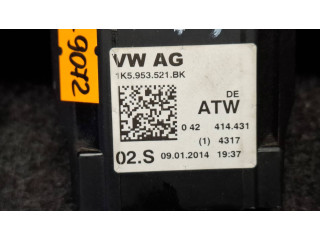 9072
VW AG
1K5.953.521.BK
DE
ATW
0 42 414.431
(1) 4317
02.S 09.01.2014 19:37